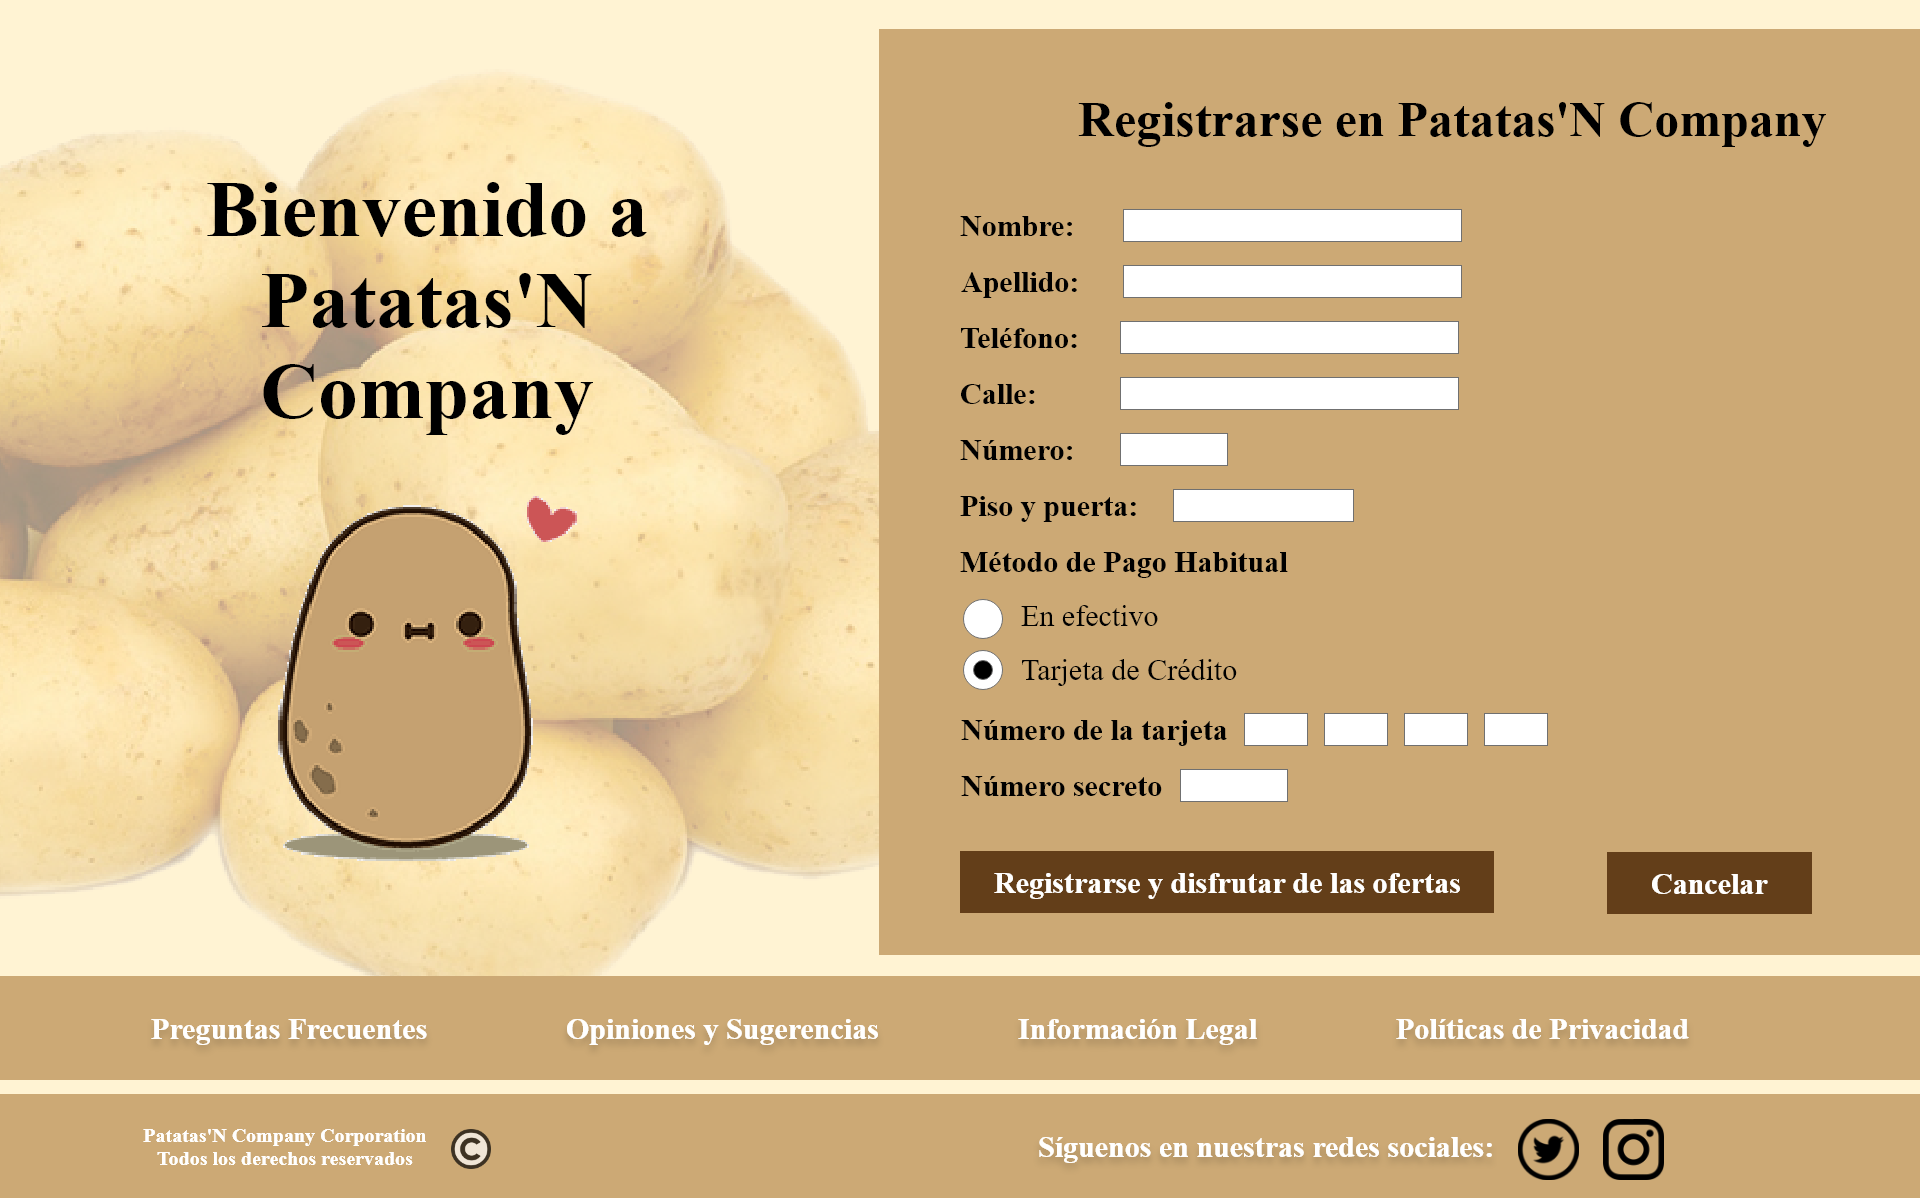 Bienvenido a
Patatas'N
Company
Registrarse en Patatas'N Company
Nombre:
Apellido:
Teléfono:
Calle:
Número:
Piso y puerta:
Método de Pago Habitual
En efectivo
Tarjeta de Crédito
Número de la tarjeta
Número secreto
Registrarse y disfrutar de las ofertas
Cancelar
Preguntas Frecuentes
Opiniones y Sugerencias
Información Legal
Políticas de Privacidad
Patatas'N Company Corporation
Todos los derechos reservados
©
Síguenos en nuestras redes sociales: